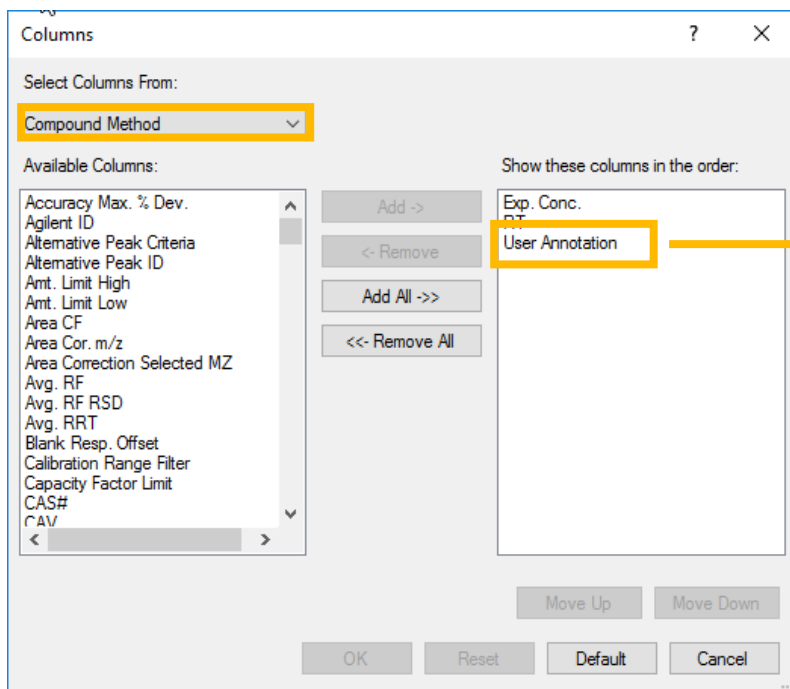 Columns
?
Select Columns From:
Compound Method
Available Columns:
Show these columns in the order:
Accuracy Max. % Dev.
Agilent ID
Alternative Peak Criteria
Alternative Peak ID
Amt. Limit High
Amt. Limit Low
Area CF
Area Cor. m/z
Area Correction Selected MZ
Avg. RF
Avg. RF RSD
Avg. RRT
Blank Resp. Offset
Calibration Range Filter
Capacity Factor Limit
CAS#
CAV
Add ->
<- Remove
Add All ->>
<<- Remove All
Exp. Conc.
RT
User Annotation
Move Up
Move Down
OK
Reset
Default
Cancel